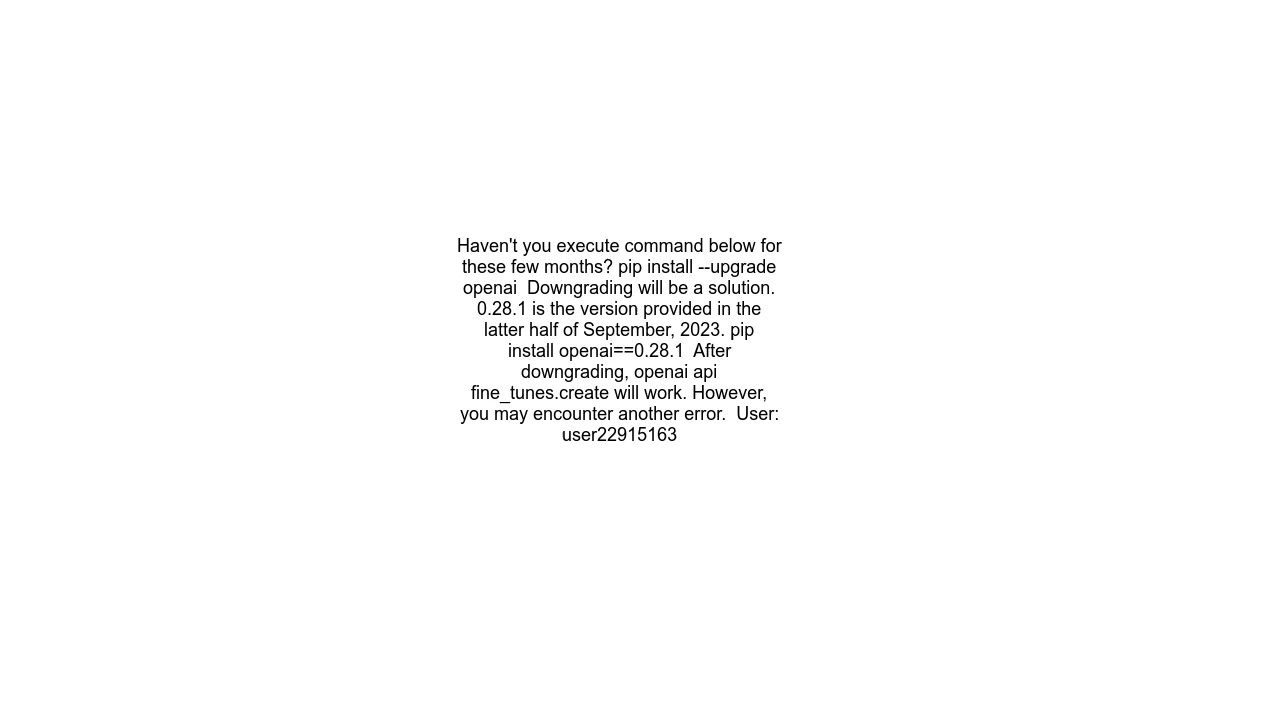 Haven't you execute command below for
these few months? pip install --upgrade
openai  Downgrading will be a solution.
0.28.1 is the version provided in the
latter half of September, 2023. pip
install openai==0.28.1  After
downgrading, openai api
fine_tunes.create will work. However,
you may encounter another error.  User:
user22915163